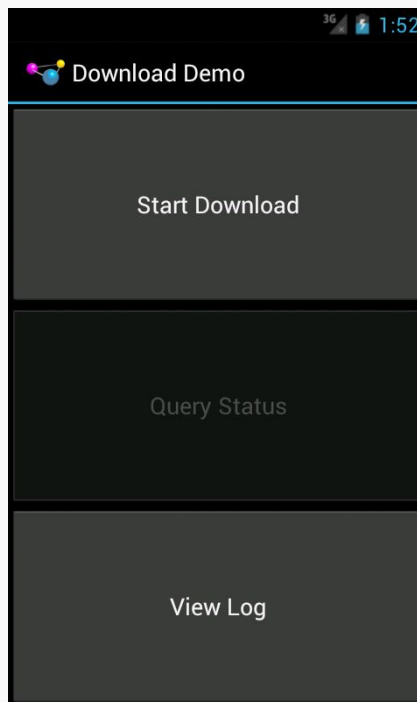 3G 1:52
Download Demo
Start Download
Query Status
View Log